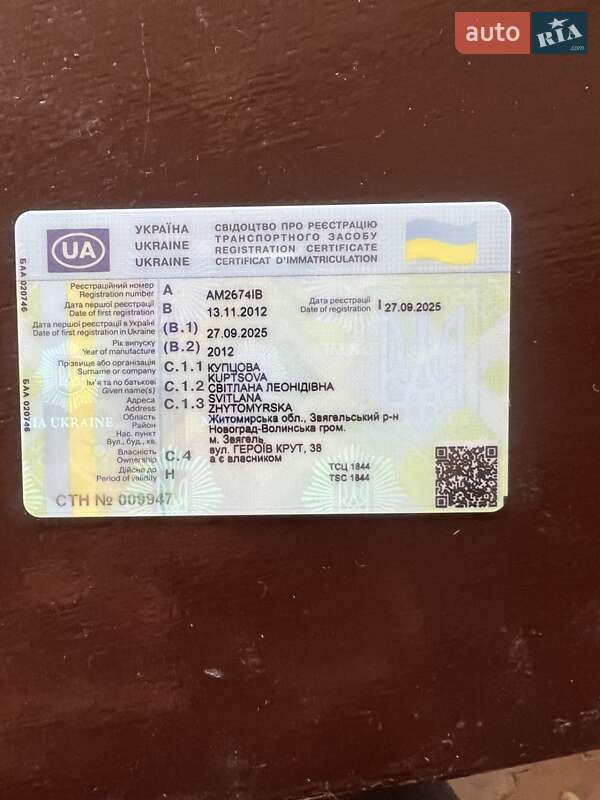 auto RIA .com
УКРАЇНА СВІДОЦТВО ПРО РЕЄСТРАЦІЮ
UKRAINE ТРАНСПОРТНОГО ЗАСОБУ
UKRAINE REGISTRATION CERTIFICATE
CERTIFICAT D'IMMATRICULATION
UA
БАА 020746
Реєстраційний номер A AM2674IB
Registration number
Дата першої реєстрації B 13.11.2012
Date of first registration
Дата реєстрації I 27.09.2025
Date of registration
Дата першої реєстрації в Україні (B.1) 27.09.2025
Date of first registration in Ukraine
Рік випуску (B.2) 2012
Year of manufacture
Прізвище або організація C.1.1 КУПЦОВА
Surname or company KUPTSOVA
Ім'я та по батькові C.1.2 СВІТЛАНА ЛЕОНІДІВНА
Given name(s) SVITLANA
Адреса C.1.3 ZHYTOMYRSKA
Address Житомирська обл., Звягельський р-н
Область Новоград-Волинська гром.
Район м. Звягель
Нас. пункт вул. ГЕРОЇВ КРУТ, 38
Вул., буд., кв.
Власність C.4 а є власником
Ownership
Дійсне до H
Period of validity
ТСЦ 1844
TSC 1844
БАА 020746
UKRAINE
СТН № 009947